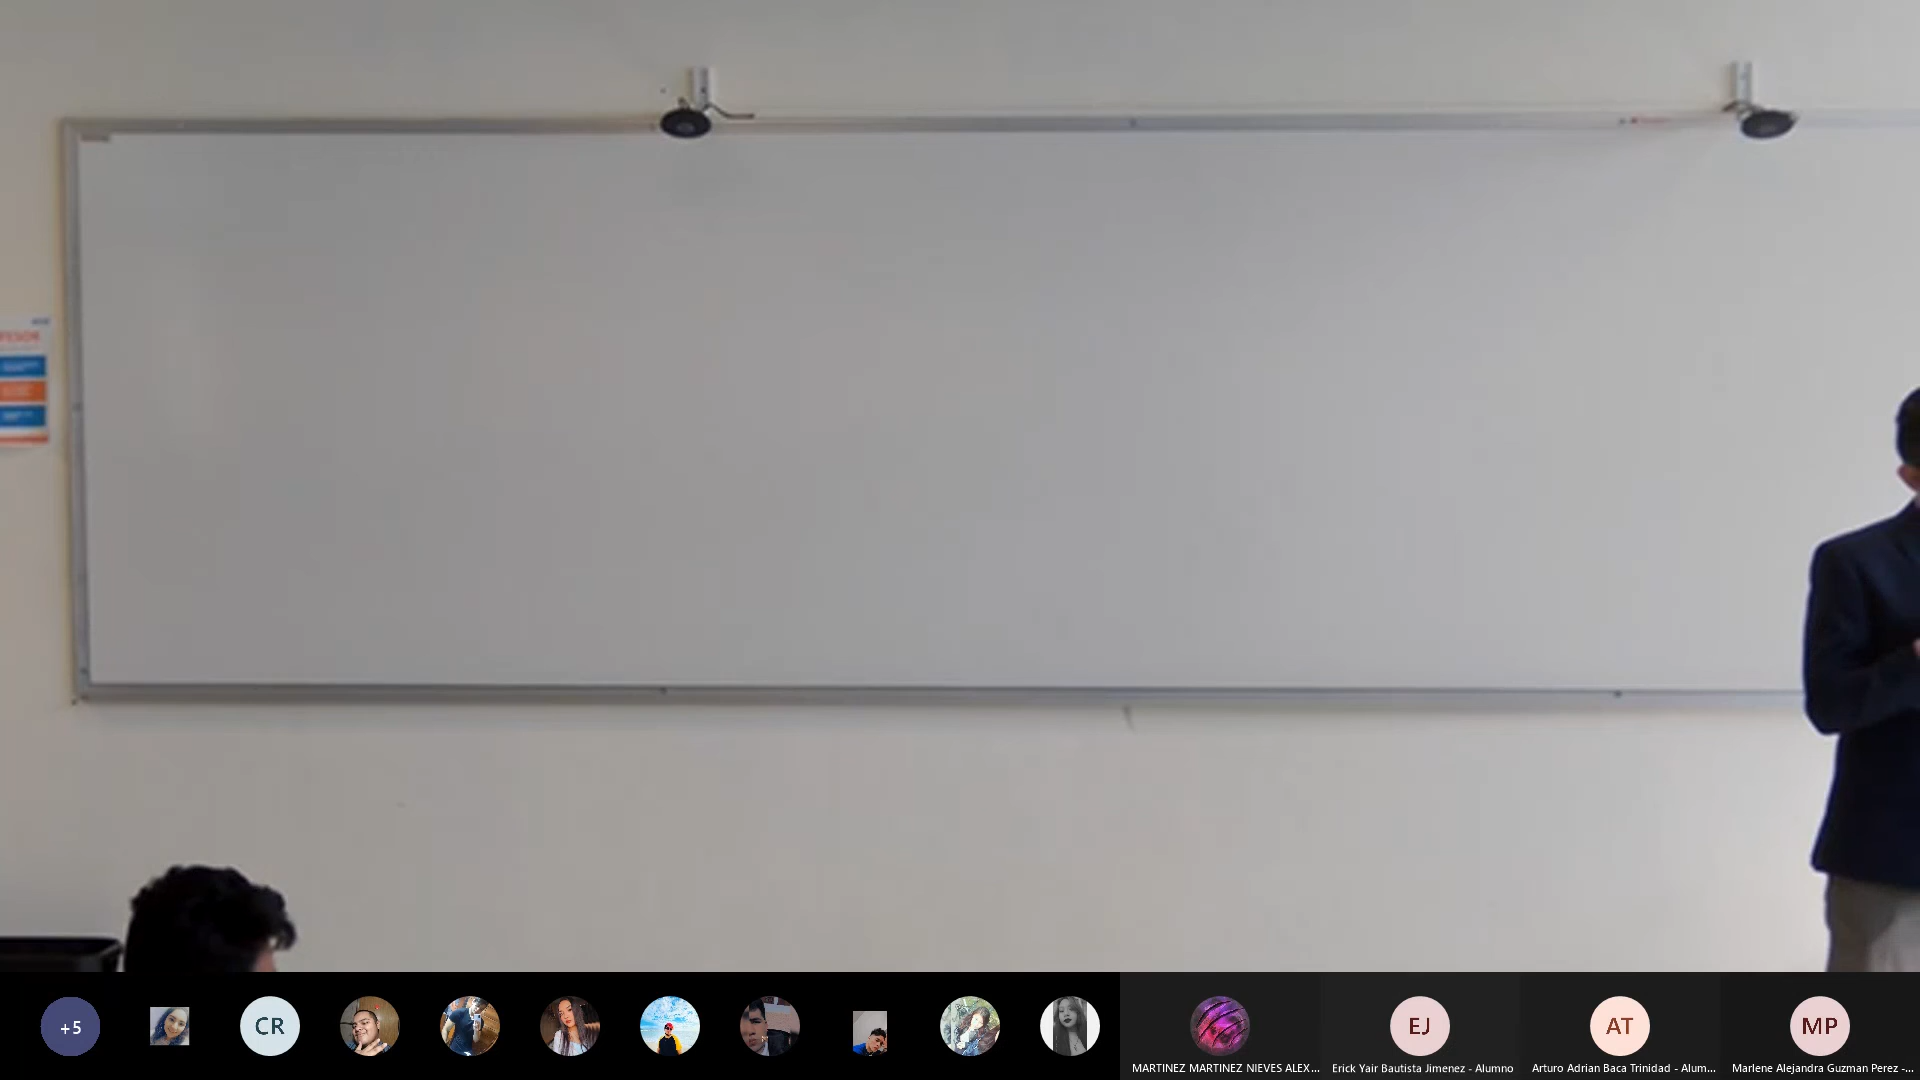 +5
CR
EJ
AT
MP
MARTINEZ MARTINEZ NIEVES ALEX...
Erick Yair Bautista Jimenez - Alumno
Arturo Adrian Baca Trinidad - Alum...
Marlene Alejandra Guzman Perez -...